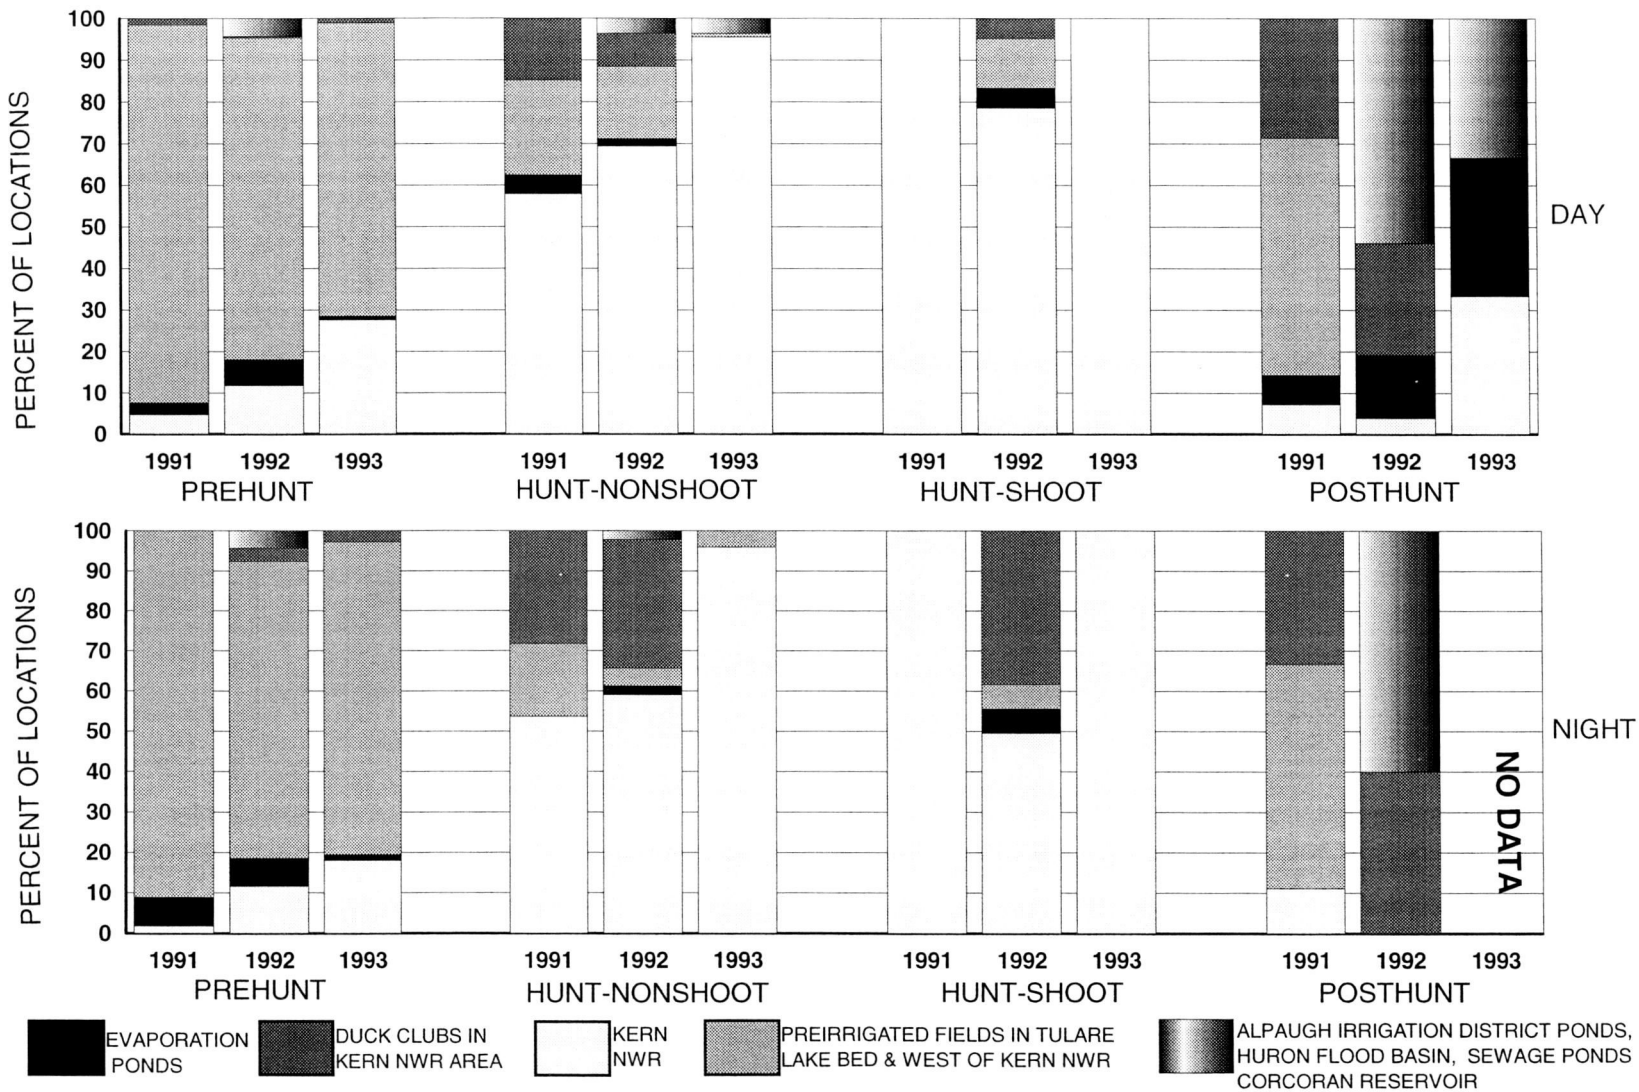 PERCENT OF LOCATIONS
100
90
80
70
60
50
40
30
20
10
0
DAY
1991 1992 1993 1991 1992 1993 1991 1992 1993 1991 1992 1993
PREHUNT HUNT-NONSHOOT HUNT-SHOOT POSTHUNT
PERCENT OF LOCATIONS
100
90
80
70
60
50
40
30
20
10
0
NO DATA
NIGHT
1991 1992 1993 1991 1992 1993 1991 1992 1993 1991 1992 1993
PREHUNT HUNT-NONSHOOT HUNT-SHOOT POSTHUNT
EVAPORATION
PONDS
DUCK CLUBS IN
KERN NWR AREA
KERN
NWR
PREIRRIGATED FIELDS IN TULARE
LAKE BED & WEST OF KERN NWR
ALPAUGH IRRIGATION DISTRICT PONDS,
HURON FLOOD BASIN, SEWAGE PONDS
CORCORAN RESERVOIR